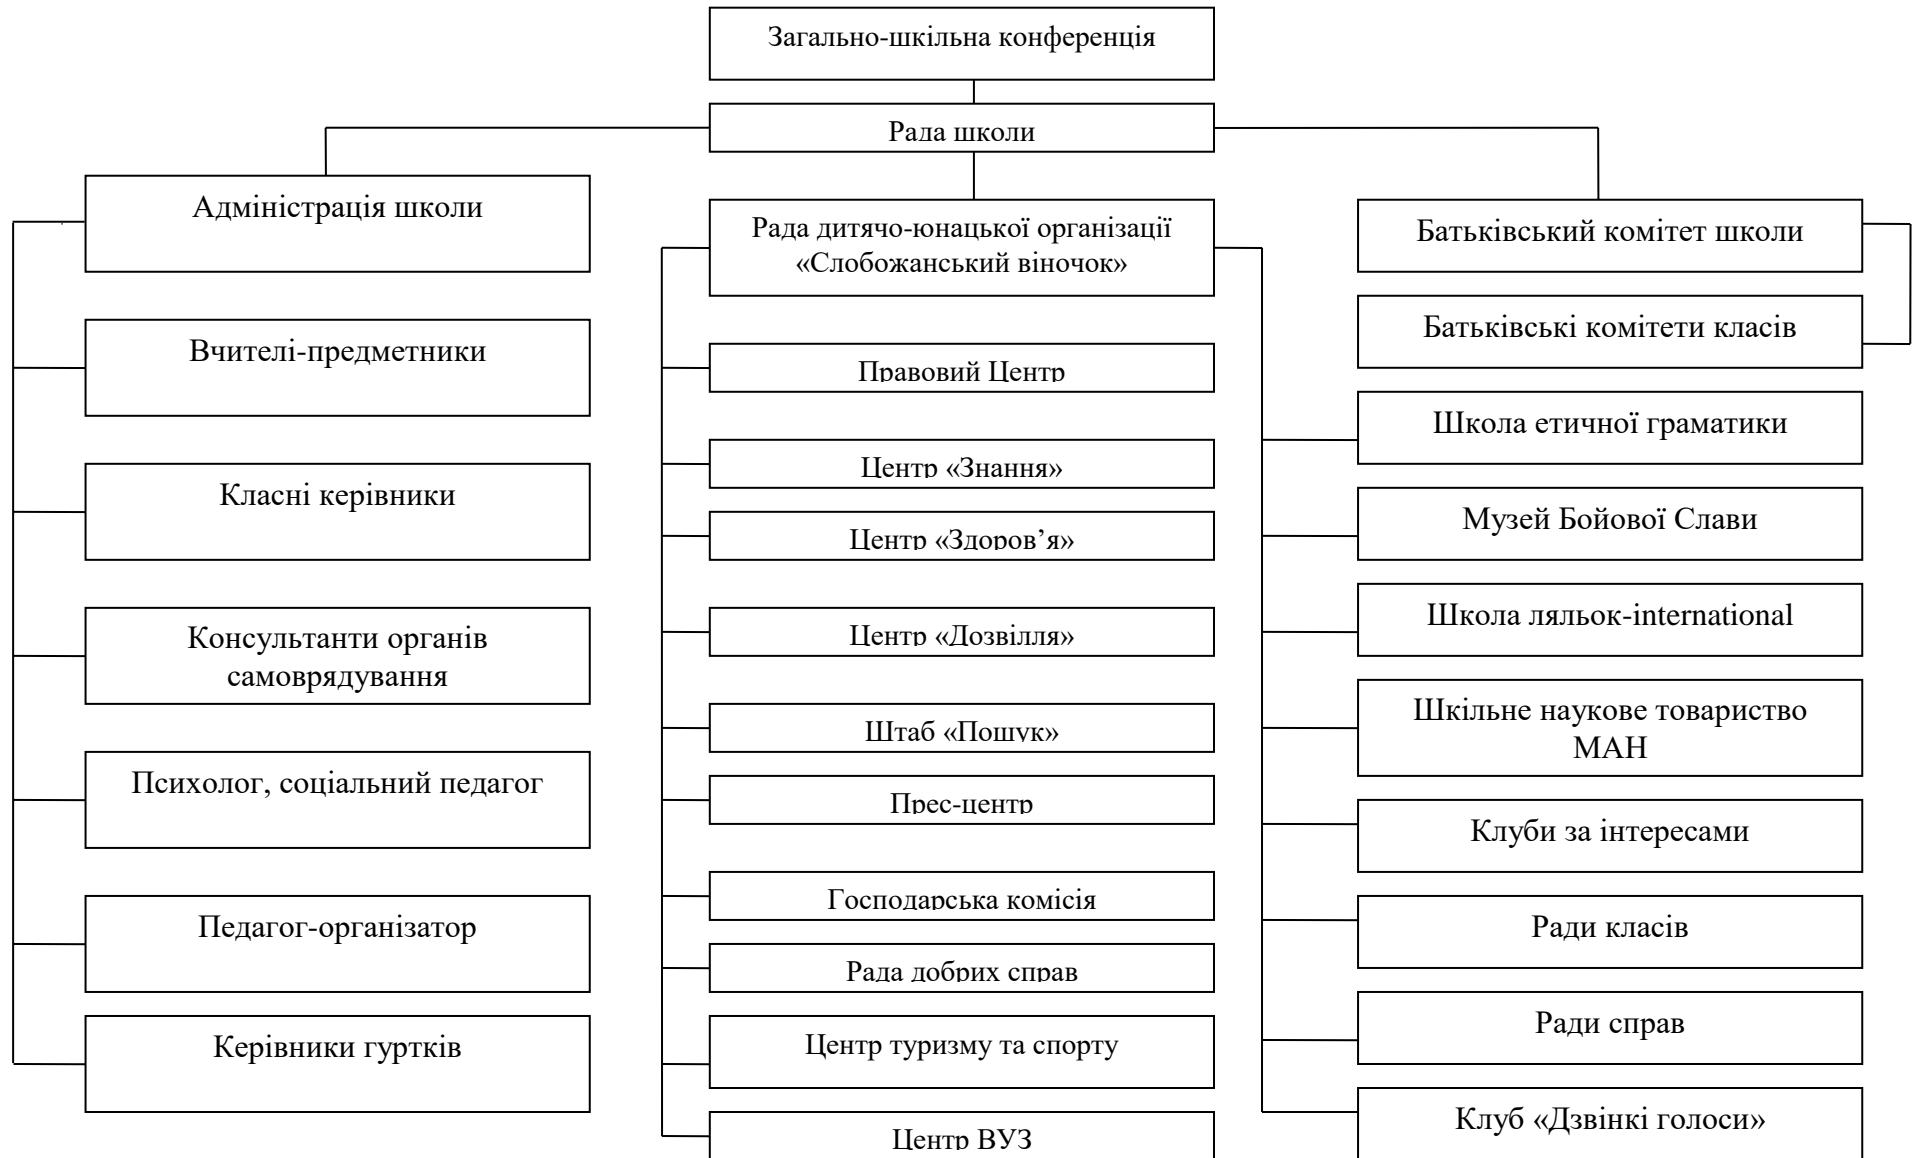 Загально-шкільна конференція
Рада школи
Адміністрація школи
Вчителі-предметники
Класні керівники
Консультанти органів
самоврядування
Психолог, соціальний педагог
Педагог-організатор
Керівники гуртків
Рада дитячо-юнацької організації
«Слобожанський віночок»
Правовий Центр
Центр «Знання»
Центр «Здоров’я»
Центр «Дозвілля»
Штаб «Пошук»
Прес-центр
Господарська комісія
Рада добрих справ
Центр туризму та спорту
Центр ВУЗ
Батьківський комітет школи
Батьківські комітети класів
Школа етичної граматики
Музей Бойової Слави
Школа ляльок-international
Шкільне наукове товариство
МАН
Клуби за інтересами
Ради класів
Ради справ
Клуб «Дзвінкі голоси»